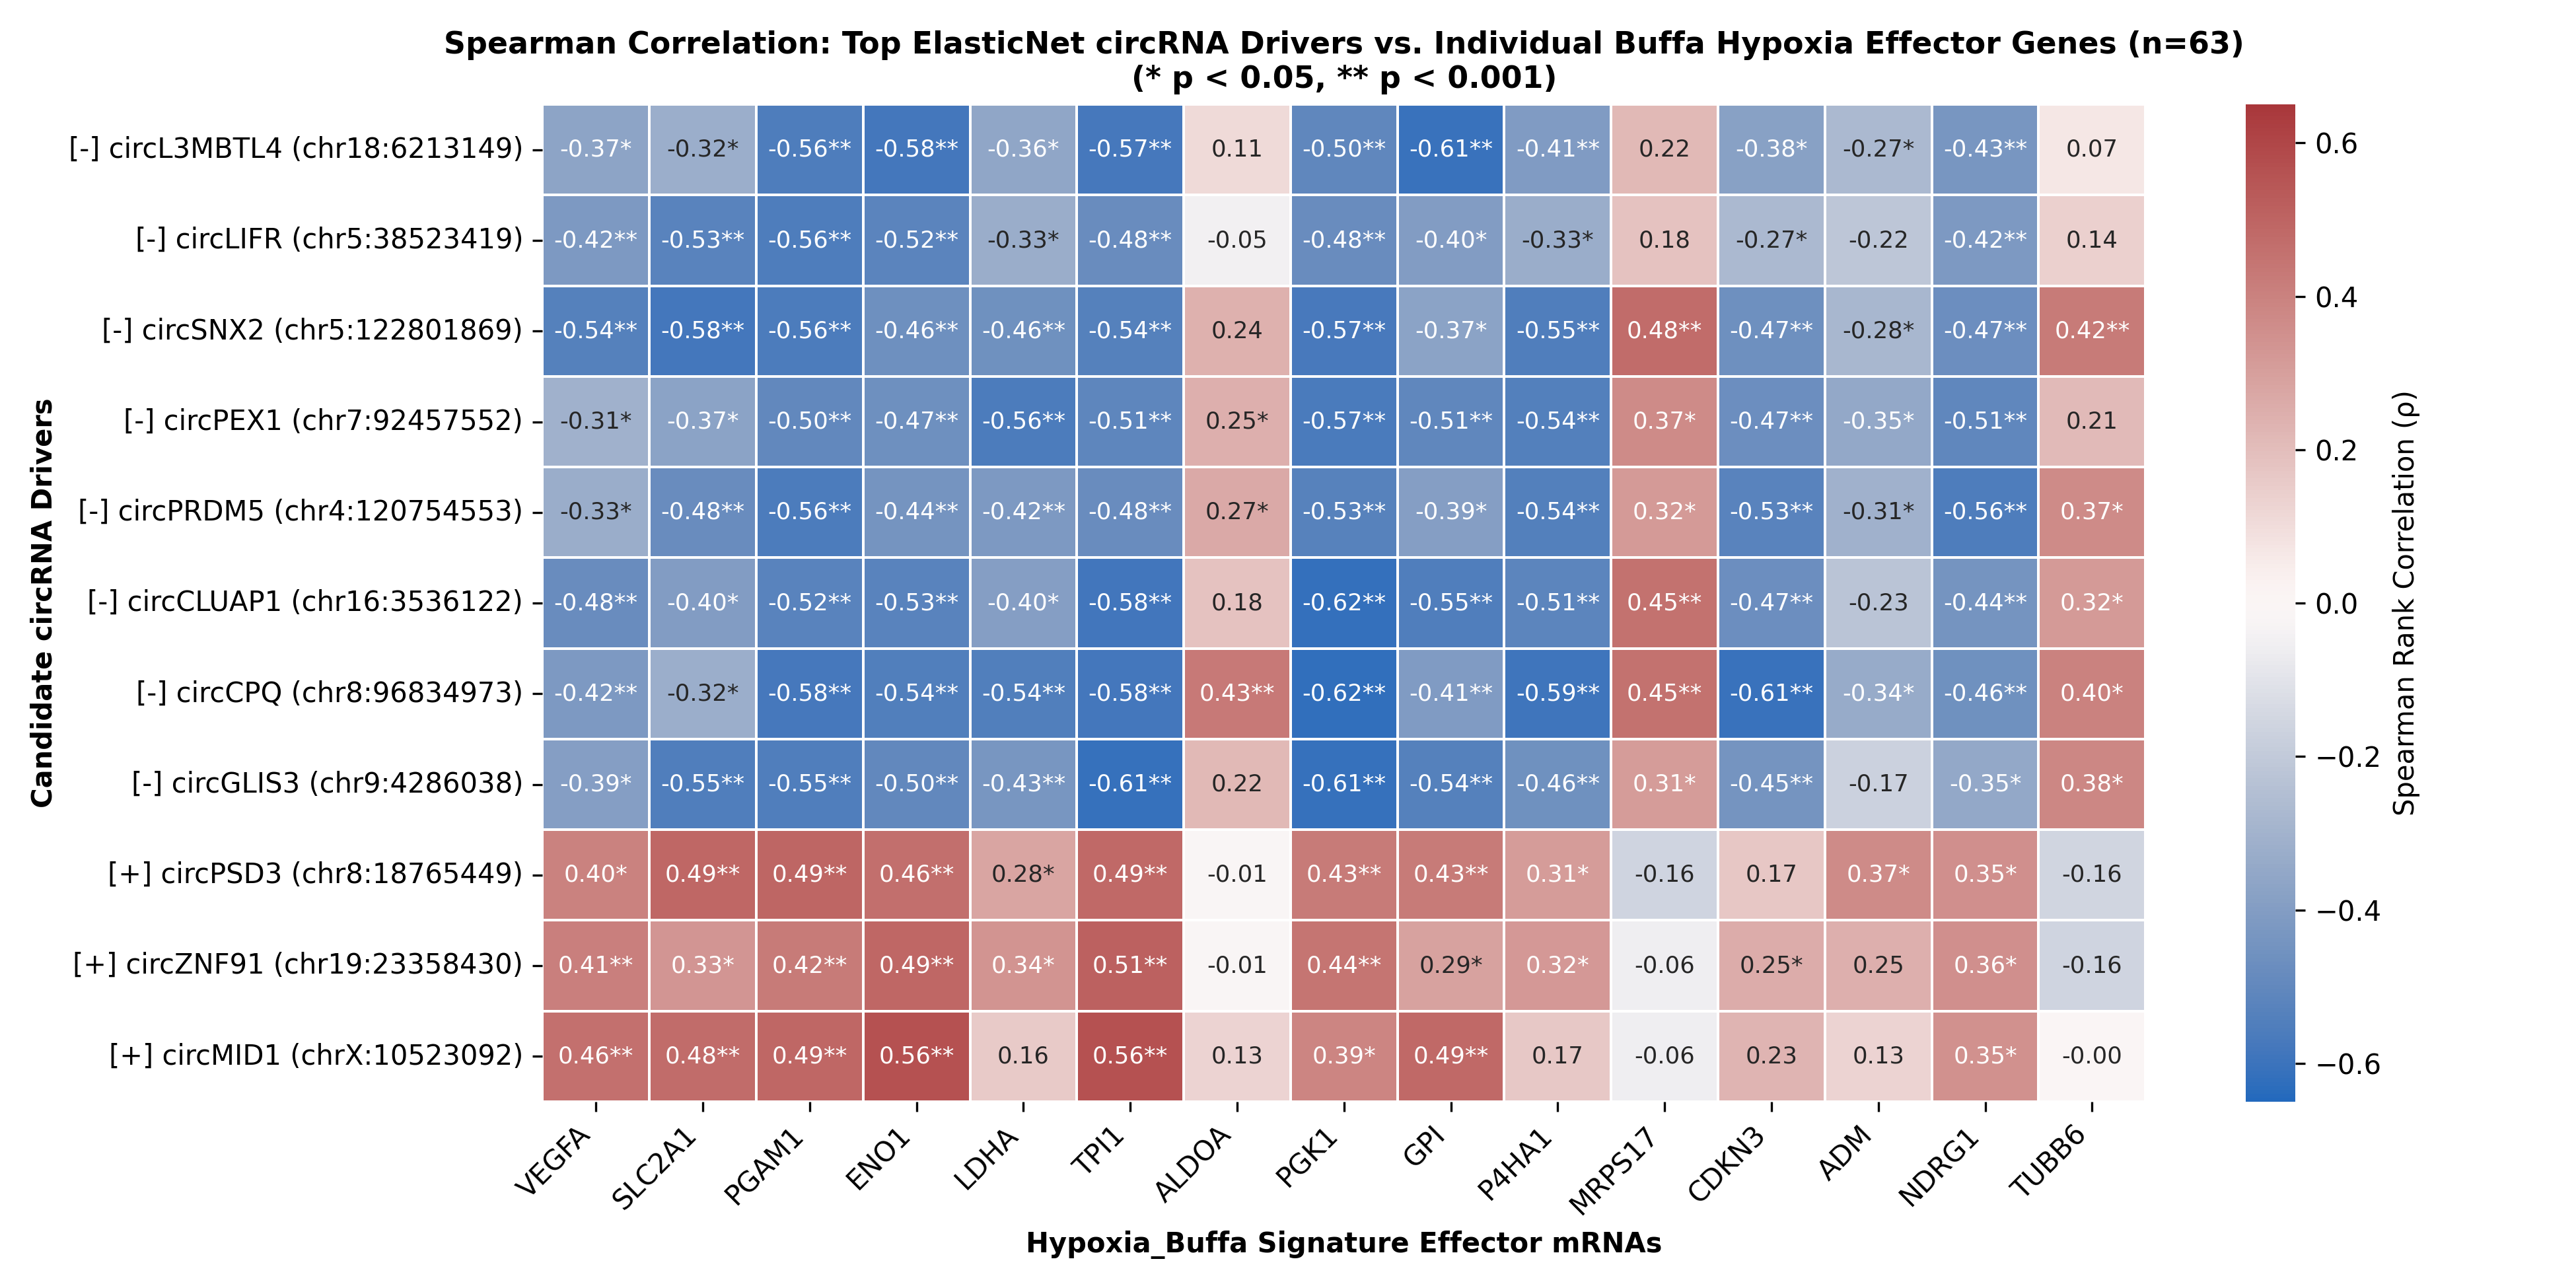 Spearman Correlation: Top ElasticNet circRNA Drivers vs. Individual Buffa Hypoxia Effector Genes (n=63)
(* p < 0.05, ** p < 0.001)
Candidate circRNA Drivers
[-] circL3MBTL4 (chr18:6213149) -0.37* -0.32* -0.56** -0.58** -0.36* -0.57** 0.11 -0.50** -0.61** -0.41** 0.22 -0.38* -0.27* -0.43** 0.07
[-] circLIFR (chr5:38523419) -0.42** -0.53** -0.56** -0.52** -0.33* -0.48** -0.05 -0.48** -0.40* -0.33* 0.18 -0.27* -0.22 -0.42** 0.14
[-] circSNX2 (chr5:122801869) -0.54** -0.58** -0.56** -0.46** -0.46** -0.54** 0.24 -0.57** -0.37* -0.55** 0.48** -0.47** -0.28* -0.47** 0.42**
[-] circPEX1 (chr7:92457552) -0.31* -0.37* -0.50** -0.47** -0.56** -0.51** 0.25* -0.57** -0.51** -0.54** 0.37* -0.47** -0.35* -0.51** 0.21
[-] circPRDM5 (chr4:120754553) -0.33* -0.48** -0.56** -0.44** -0.42** -0.48** 0.27* -0.53** -0.39* -0.54** 0.32* -0.53** -0.31* -0.56** 0.37*
[-] circCLUAP1 (chr16:3536122) -0.48** -0.40* -0.52** -0.53** -0.40* -0.58** 0.18 -0.62** -0.55** -0.51** 0.45** -0.47** -0.23 -0.44** 0.32*
[-] circCPQ (chr8:96834973) -0.42** -0.32* -0.58** -0.54** -0.54** -0.58** 0.43** -0.62** -0.41** -0.59** 0.45** -0.61** -0.34* -0.46** 0.40*
[-] circGLIS3 (chr9:4286038) -0.39* -0.55** -0.55** -0.50** -0.43** -0.61** 0.22 -0.61** -0.54** -0.46** 0.31* -0.45** -0.17 -0.35* 0.38*
[+] circPSD3 (chr8:18765449) 0.40* 0.49** 0.49** 0.46** 0.28* 0.49** -0.01 0.43** 0.43** 0.31* -0.16 0.17 0.37* 0.35* -0.16
[+] circZNF91 (chr19:23358430) 0.41** 0.33* 0.42** 0.49** 0.34* 0.51** -0.01 0.44** 0.29* 0.32* -0.06 0.25* 0.25 0.36* -0.16
[+] circMID1 (chrX:10523092) 0.46** 0.48** 0.49** 0.56** 0.16 0.56** 0.13 0.39* 0.49** 0.17 -0.06 0.23 0.13 0.35* -0.00
VEGFA SLC2A1 PGAM1 ENO1 LDHA TPI1 ALDOA PGK1 GPI P4HA1 MRPS17 CDKN3 ADM NDRG1 TUBB6
Hypoxia_Buffa Signature Effector mRNAs
0.6
0.4
0.2
0.0
−0.2
−0.4
−0.6
Spearman Rank Correlation (ρ)